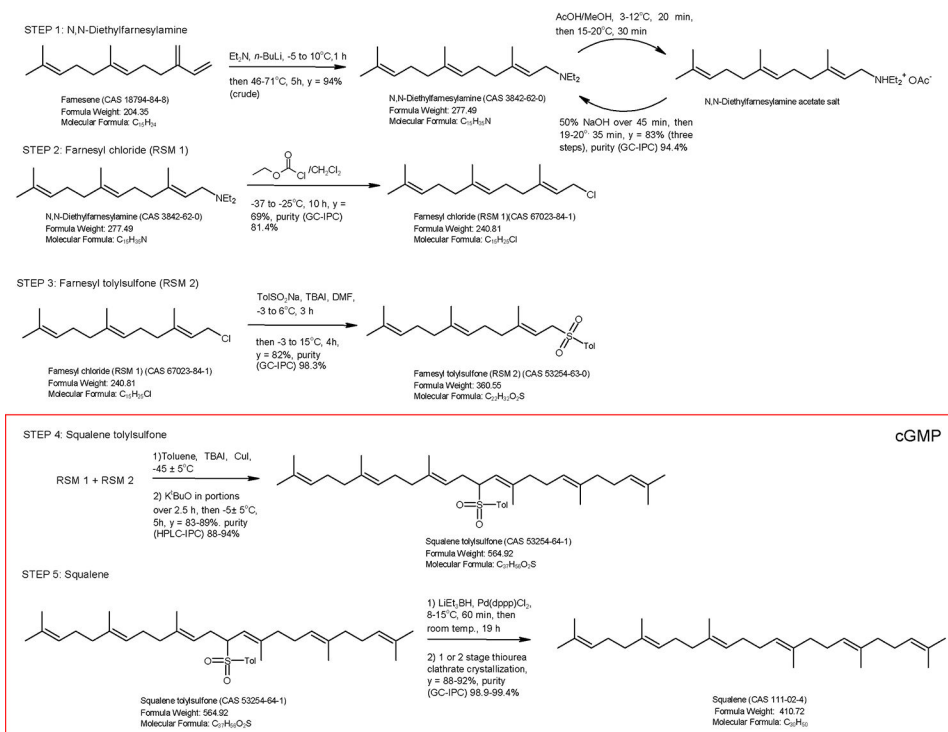 STEP 1: N,N-Diethylfarnesylamine
Et₂N, n-BuLi, -5 to 10°C,1 h
then 46-71°C, 5h, y = 94%
(crude)
Farnesene (CAS 18794-84-8)
Formula Weight: 204.35
Molecular Formula: C₁₅H₂₄
NEt₂
N,N-Diethylfarnesylamine (CAS 3842-62-0)
Formula Weight: 277.49
Molecular Formula: C₁₅H₃₅N
AcOH/MeOH, 3-12°C, 20 min,
then 15-20°C, 30 min
50% NaOH over 45 min, then
19-20° 35 min, y = 83% (three
steps), purity (GC-IPC) 94.4%
NHEt₂⁺ OAc⁻
N,N-Diethylfarnesylamine acetate salt
STEP 2: Farnesyl chloride (RSM 1)
NEt₂
N,N-Diethylfarnesylamine (CAS 3842-62-0)
Formula Weight: 277.49
Molecular Formula: C₁₅H₃₅N
O
O Cl /CH₂Cl₂
-37 to -25°C, 10 h, y =
69%, purity (GC-IPC)
81.4%
Cl
Farnesyl chloride (RSM 1)(CAS 67023-84-1)
Formula Weight: 240.81
Molecular Formula: C₁₅H₂₅Cl
STEP 3: Farnesyl tolylsulfone (RSM 2)
Cl
Farnesyl chloride (RSM 1) (CAS 67023-84-1)
Formula Weight: 240.81
Molecular Formula: C₁₅H₂₅Cl
TolSO₂Na, TBAI, DMF,
-3 to 6°C, 3 h
then -3 to 15°C, 4h,
y = 82%, purity
(GC-IPC) 98.3%
O
S
O Tol
Farnesyl tolylsulfone (RSM 2) (CAS 53254-63-0)
Formula Weight: 360.55
Molecular Formula: C₂₂H₃₂O₂S
cGMP
STEP 4: Squalene tolylsulfone
RSM 1 + RSM 2
1)Toluene, TBAI, CuI,
-45 ± 5°C
2) KᵗBuO in portions
over 2.5 h, then -5± 5°C,
5h, y = 83-89%. purity
(HPLC-IPC) 88-94%
O=S-Tol
O
Squalene tolylsulfone (CAS 53254-64-1)
Formula Weight: 564.92
Molecular Formula: C₃₇H₅₆O₂S
STEP 5: Squalene
O=S-Tol
O
Squalene tolylsulfone (CAS 53254-64-1)
Formula Weight: 564.92
Molecular Formula: C₃₇H₅₆O₂S
1) LiEt₃BH, Pd(dppp)Cl₂,
8-15°C, 60 min, then
room temp., 19 h
2) 1 or 2 stage thiourea
clathrate crystallization,
y = 88-92%, purity
(GC-IPC) 98.9-99.4%
Squalene (CAS 111-02-4)
Formula Weight: 410.72
Molecular Formula: C₃₀H₅₀